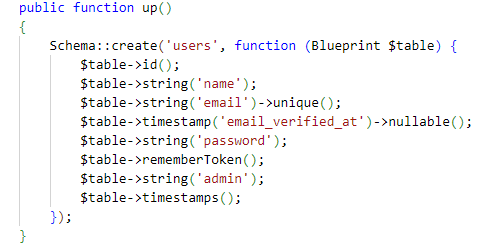 public function up()
{
    Schema::create('users', function (Blueprint $table) {
        $table->id();
        $table->string('name');
        $table->string('email')->unique();
        $table->timestamp('email_verified_at')->nullable();
        $table->string('password');
        $table->rememberToken();
        $table->string('admin');
        $table->timestamps();
    });
}